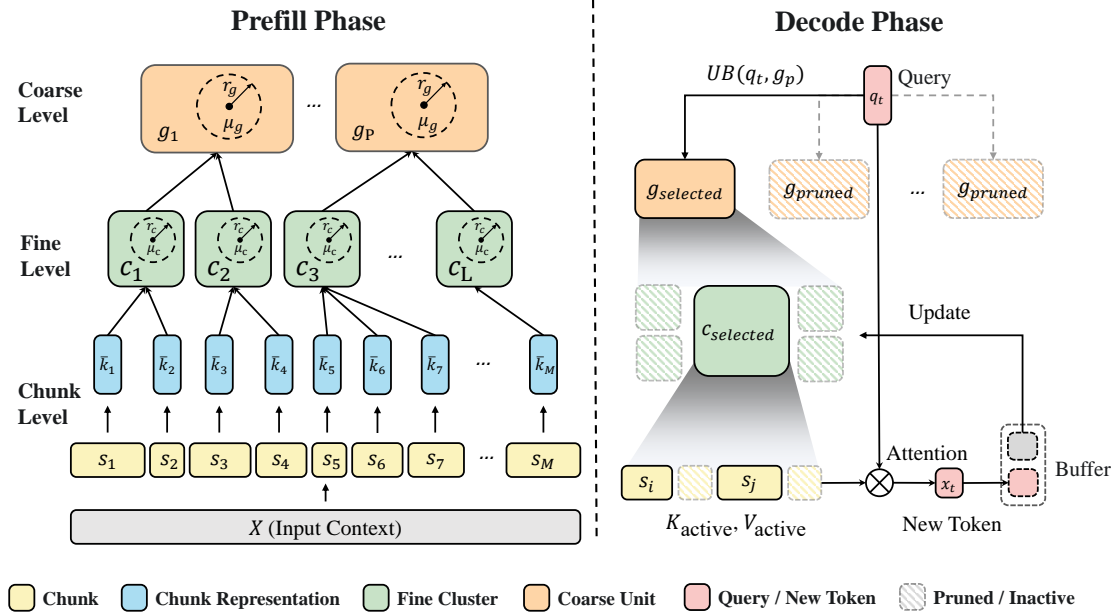 Prefill Phase
Decode Phase
Coarse Level
r_g
μ_g
g_1
...
r_g
μ_g
g_P
Fine Level
r_c
μ_c
c_1
r_c
μ_c
c_2
r_c
μ_c
c_3
...
r_c
μ_c
c_L
Chunk Level
k̄_1
k̄_2
k̄_3
k̄_4
k̄_5
k̄_6
k̄_7
...
k̄_M
s_1
s_2
s_3
s_4
s_5
s_6
s_7
...
s_M
X (Input Context)
UB(q_t, g_p)
q_t
Query
g_selected
g_pruned
...
g_pruned
c_selected
Update
s_i
s_j
Attention
x_t
Buffer
K_active, V_active
New Token
Chunk
Chunk Representation
Fine Cluster
Coarse Unit
Query / New Token
Pruned / Inactive